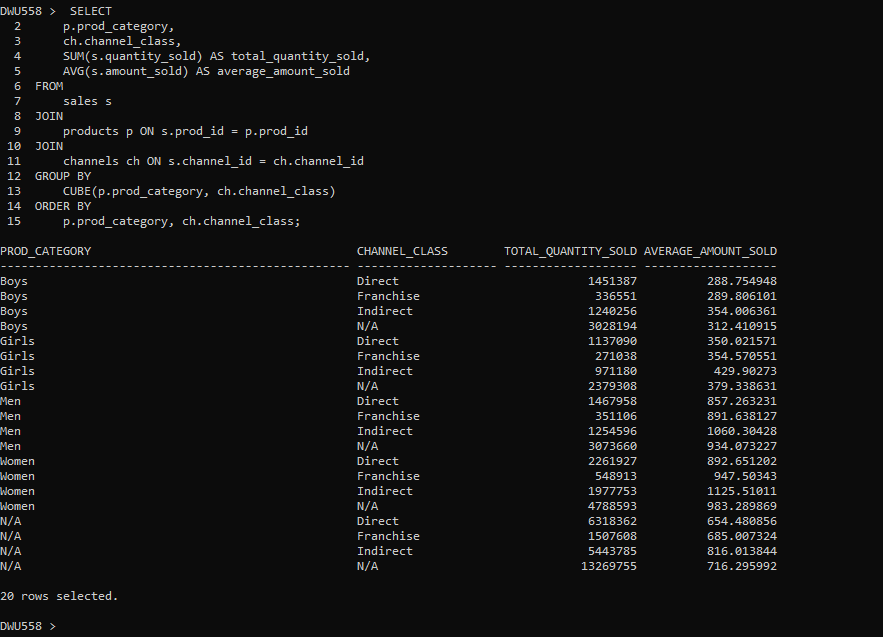 DWU558 >  SELECT
  2      p.prod_category,
  3      ch.channel_class,
  4      SUM(s.quantity_sold) AS total_quantity_sold,
  5      AVG(s.amount_sold) AS average_amount_sold
  6  FROM
  7      sales s
  8  JOIN
  9      products p ON s.prod_id = p.prod_id
 10  JOIN
 11      channels ch ON s.channel_id = ch.channel_id
 12  GROUP BY
 13      CUBE(p.prod_category, ch.channel_class)
 14  ORDER BY
 15      p.prod_category, ch.channel_class;
PROD_CATEGORY                                      CHANNEL_CLASS        TOTAL_QUANTITY_SOLD AVERAGE_AMOUNT_SOLD
-------------------------------------------------- -------------------- ------------------- -------------------
Boys                                               Direct                           1451387          288.754948
Boys                                               Franchise                         336551          289.806101
Boys                                               Indirect                         1240256          354.006361
Boys                                               N/A                              3028194          312.410915
Girls                                              Direct                           1137090          350.021571
Girls                                              Franchise                         271038          354.570551
Girls                                              Indirect                          971180           429.90273
Girls                                              N/A                              2379308          379.338631
Men                                                Direct                           1467958          857.263231
Men                                                Franchise                         351106          891.638127
Men                                                Indirect                         1254596          1060.30428
Men                                                N/A                              3073660          934.073227
Women                                              Direct                           2261927          892.651202
Women                                              Franchise                         548913           947.50343
Women                                              Indirect                         1977753          1125.51011
Women                                              N/A                              4788593          983.289869
N/A                                                Direct                           6318362          654.480856
N/A                                                Franchise                        1507608          685.007324
N/A                                                Indirect                         5443785          816.013844
N/A                                                N/A                             13269755          716.295992
20 rows selected.
DWU558 >